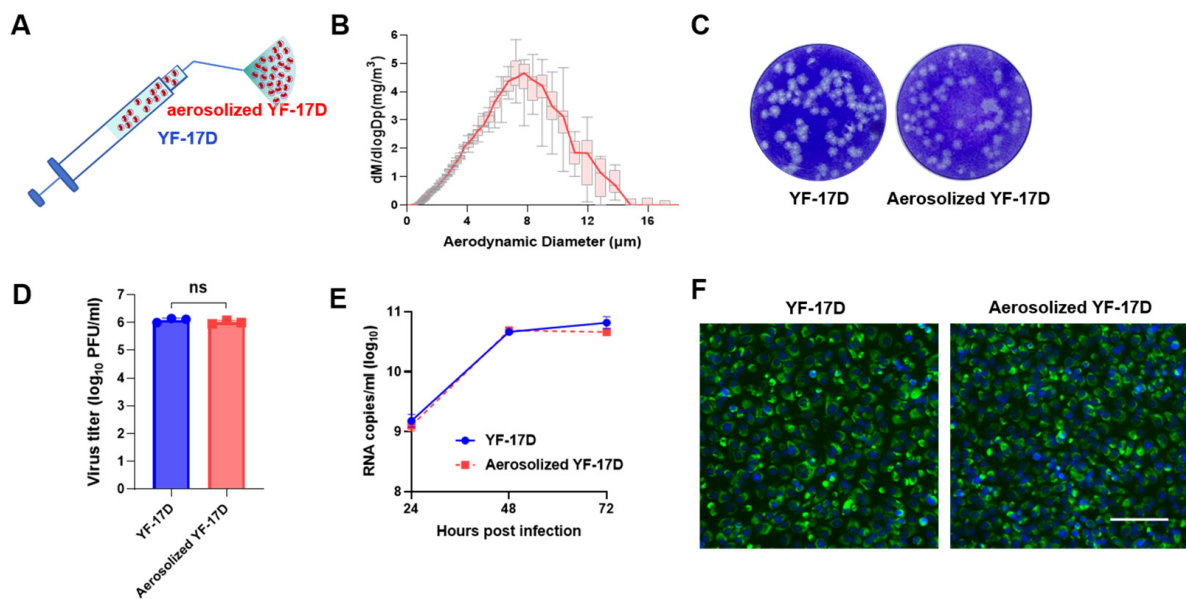 A
aerosolized YF-17D
YF-17D
B
dM/dlogDp(mg/m³)
6
5
4
3
2
1
0
0 4 8 12 16
Aerodynamic Diameter (μm)
C
YF-17D Aerosolized YF-17D
D
Virus titer (log₁₀ PFU/ml)
7
6
5
4
3
2
1
0
ns
YF-17D
Aerosolized YF-17D
E
RNA copies/ml (log₁₀)
11
10
9
8
YF-17D
Aerosolized YF-17D
24 48 72
Hours post infection
F
YF-17D Aerosolized YF-17D